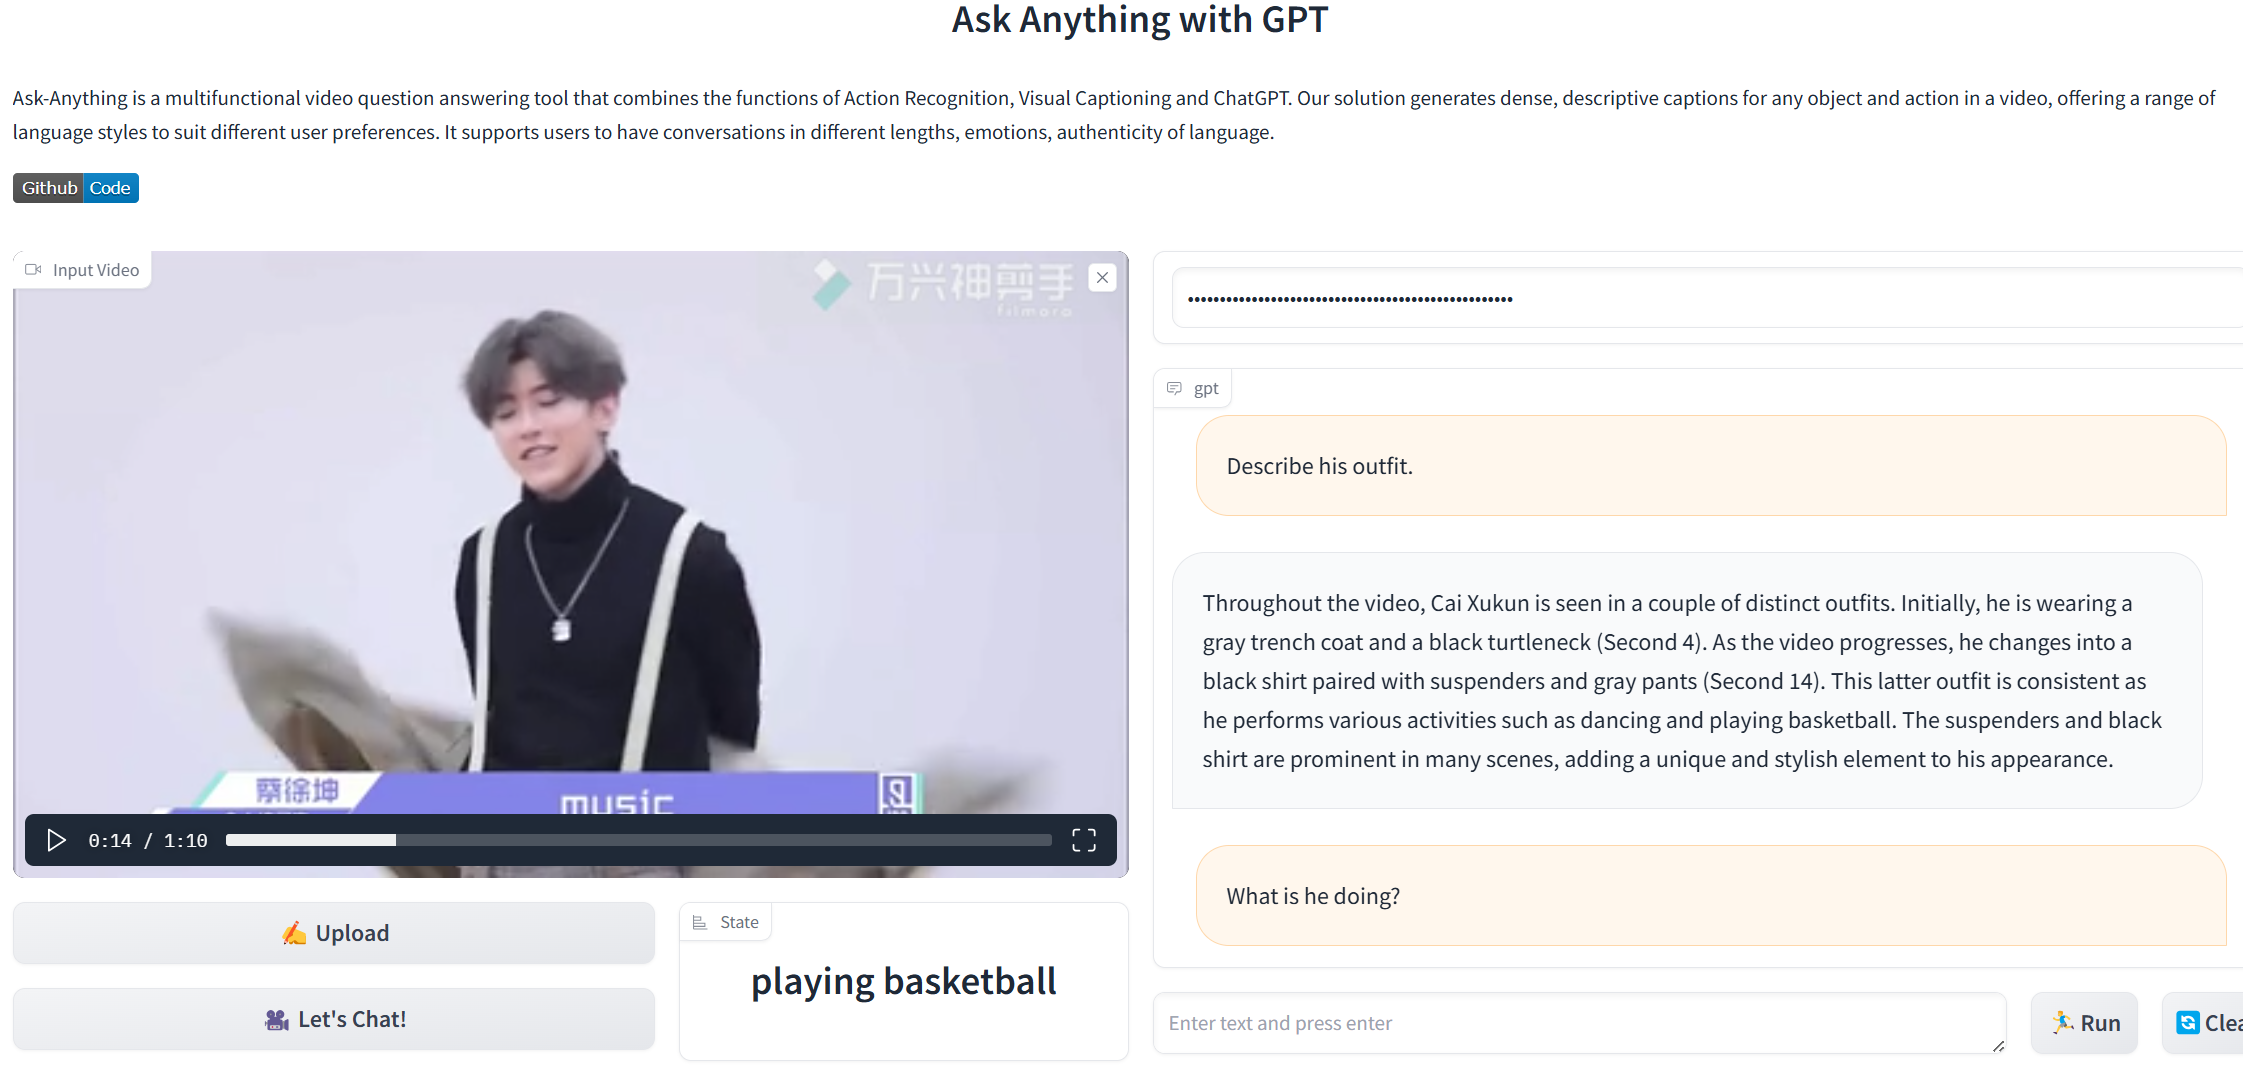 Ask Anything with GPT
Ask-Anything is a multifunctional video question answering tool that combines the functions of Action Recognition, Visual Captioning and ChatGPT. Our solution generates dense, descriptive captions for any object and action in a video, offering a range of
language styles to suit different user preferences. It supports users to have conversations in different lengths, emotions, authenticity of language.
Github Code
Input Video
万兴神剪手
filmora
蔡徐坤
music
0:14 / 1:10
Upload
Let's Chat!
State
playing basketball
••••••••••••••••••••••••••••••••••••••••••••••••••
gpt
Describe his outfit.
Throughout the video, Cai Xukun is seen in a couple of distinct outfits. Initially, he is wearing a
gray trench coat and a black turtleneck (Second 4). As the video progresses, he changes into a
black shirt paired with suspenders and gray pants (Second 14). This latter outfit is consistent as
he performs various activities such as dancing and playing basketball. The suspenders and black
shirt are prominent in many scenes, adding a unique and stylish element to his appearance.
What is he doing?
Enter text and press enter
Run
Clea